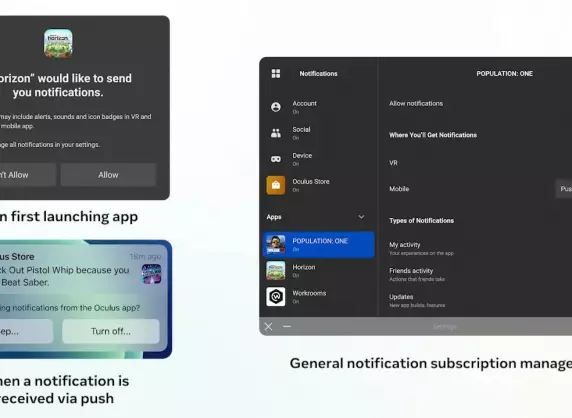 horizon
orizon" would like to send
you notifications.
may include alerts, sounds and icon badges in VR and
mobile app.
age all notifications in your settings.
n't Allow
Allow
n first launching app
us Store
18m ago
ck Out Pistol Whip because you
Beat Saber.
ing notifications from the Oculus app?
ep...
Turn off...
hen a notification is
received via push
Notifications
Account
On
Social
On
Device
On
Oculus Store
On
Apps
POPULATION: ONE
On
Horizon
On
Workrooms
On
POPULATION: ONE
Allow notifications
Where You'll Get Notifications
VR
Mobile
Pus
Types of Notifications
My activity
Your experiences on the app
Friends activity
Actions that friends take
Updates
New app builds, features
Settings
General notification subscription manage